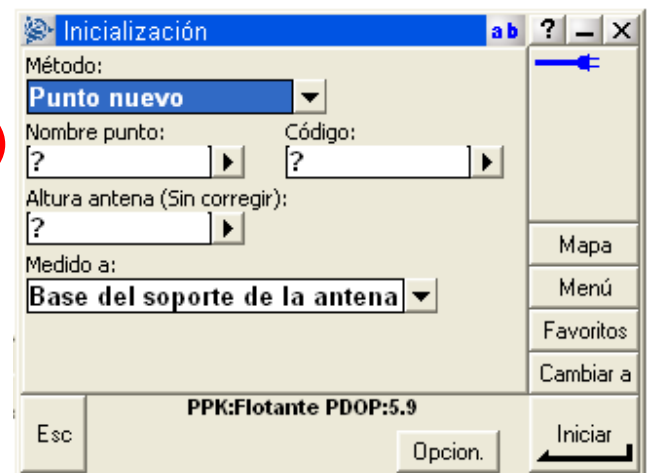 Inicialización ab ? – X
Método:
Punto nuevo
Nombre punto: Código:
? ?
Altura antena (Sin corregir):
?
Medido a:
Base del soporte de la antena
Mapa
Menú
Favoritos
Cambiar a
PPK:Flotante PDOP:5.9
Esc Opcion. Iniciar